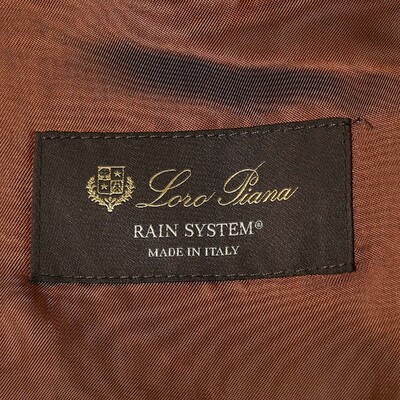 Loro Piana
RAIN SYSTEM®
MADE IN ITALY